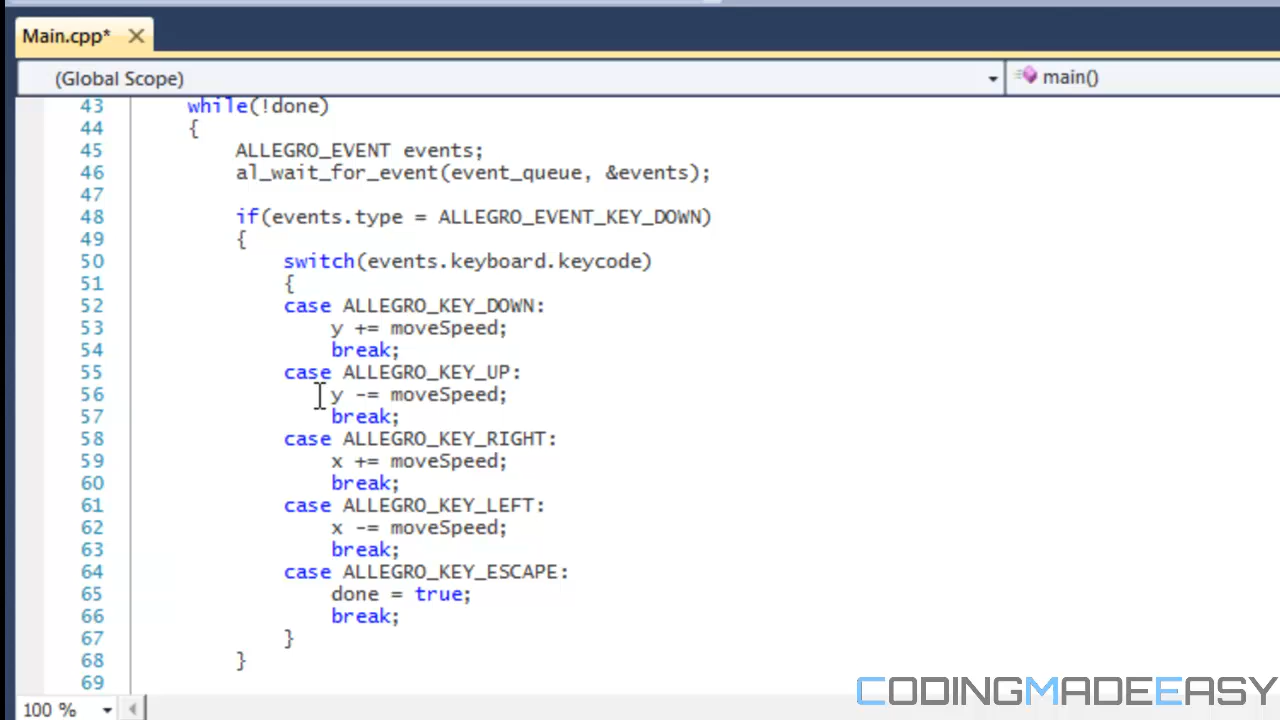 Main.cpp*
(Global Scope) main()
43 while(!done)
44 {
45 ALLEGRO_EVENT events;
46 al_wait_for_event(event_queue, &events);
47
48 if(events.type = ALLEGRO_EVENT_KEY_DOWN)
49 {
50 switch(events.keyboard.keycode)
51 {
52 case ALLEGRO_KEY_DOWN:
53 y += moveSpeed;
54 break;
55 case ALLEGRO_KEY_UP:
56 y -= moveSpeed;
57 break;
58 case ALLEGRO_KEY_RIGHT:
59 x += moveSpeed;
60 break;
61 case ALLEGRO_KEY_LEFT:
62 x -= moveSpeed;
63 break;
64 case ALLEGRO_KEY_ESCAPE:
65 done = true;
66 break;
67 }
68 }
69
CODINGMADEEASY
100 %